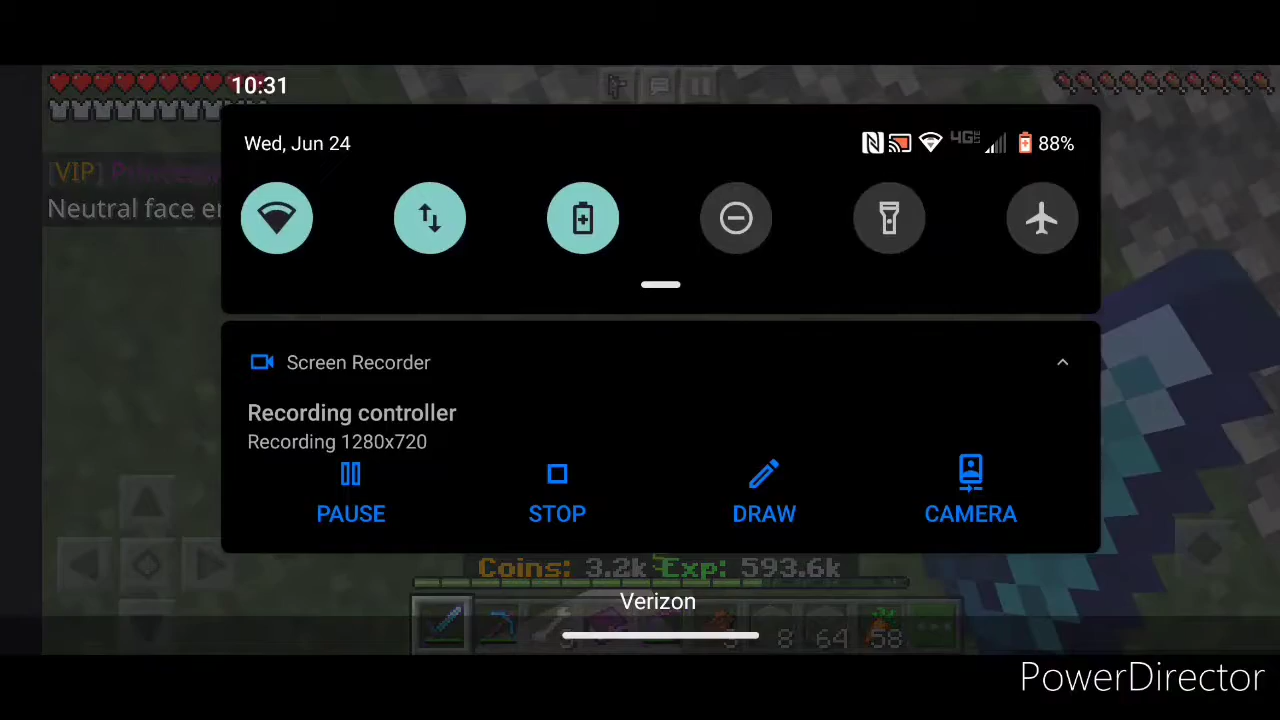 10:31
Wed, Jun 24
88%
[VIP]
Neutral face
Screen Recorder
Recording controller
Recording 1280x720
PAUSE
STOP
DRAW
CAMERA
Coins: 3.2k Exp: 593.6k
Verizon
8
64
58
PowerDirector